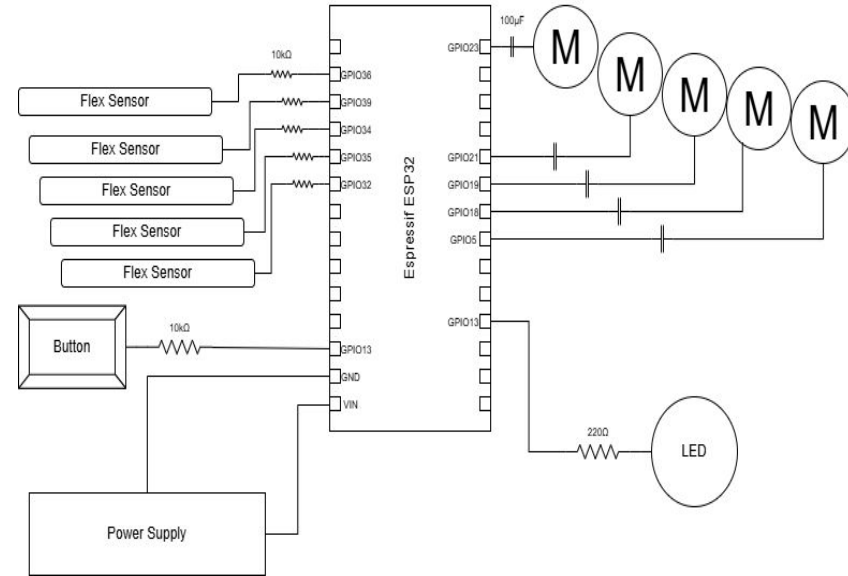 100µF
M
M
M
M
M
GPIO23
10kΩ
GPIO36
Flex Sensor
GPIO39
Flex Sensor
GPIO34
Flex Sensor
GPIO35
Flex Sensor
GPIO32
Flex Sensor
Espressif ESP32
GPIO21
GPIO19
GPIO18
GPIO5
GPIO13
Button
10kΩ
GPIO13
GND
VIN
220Ω
LED
Power Supply